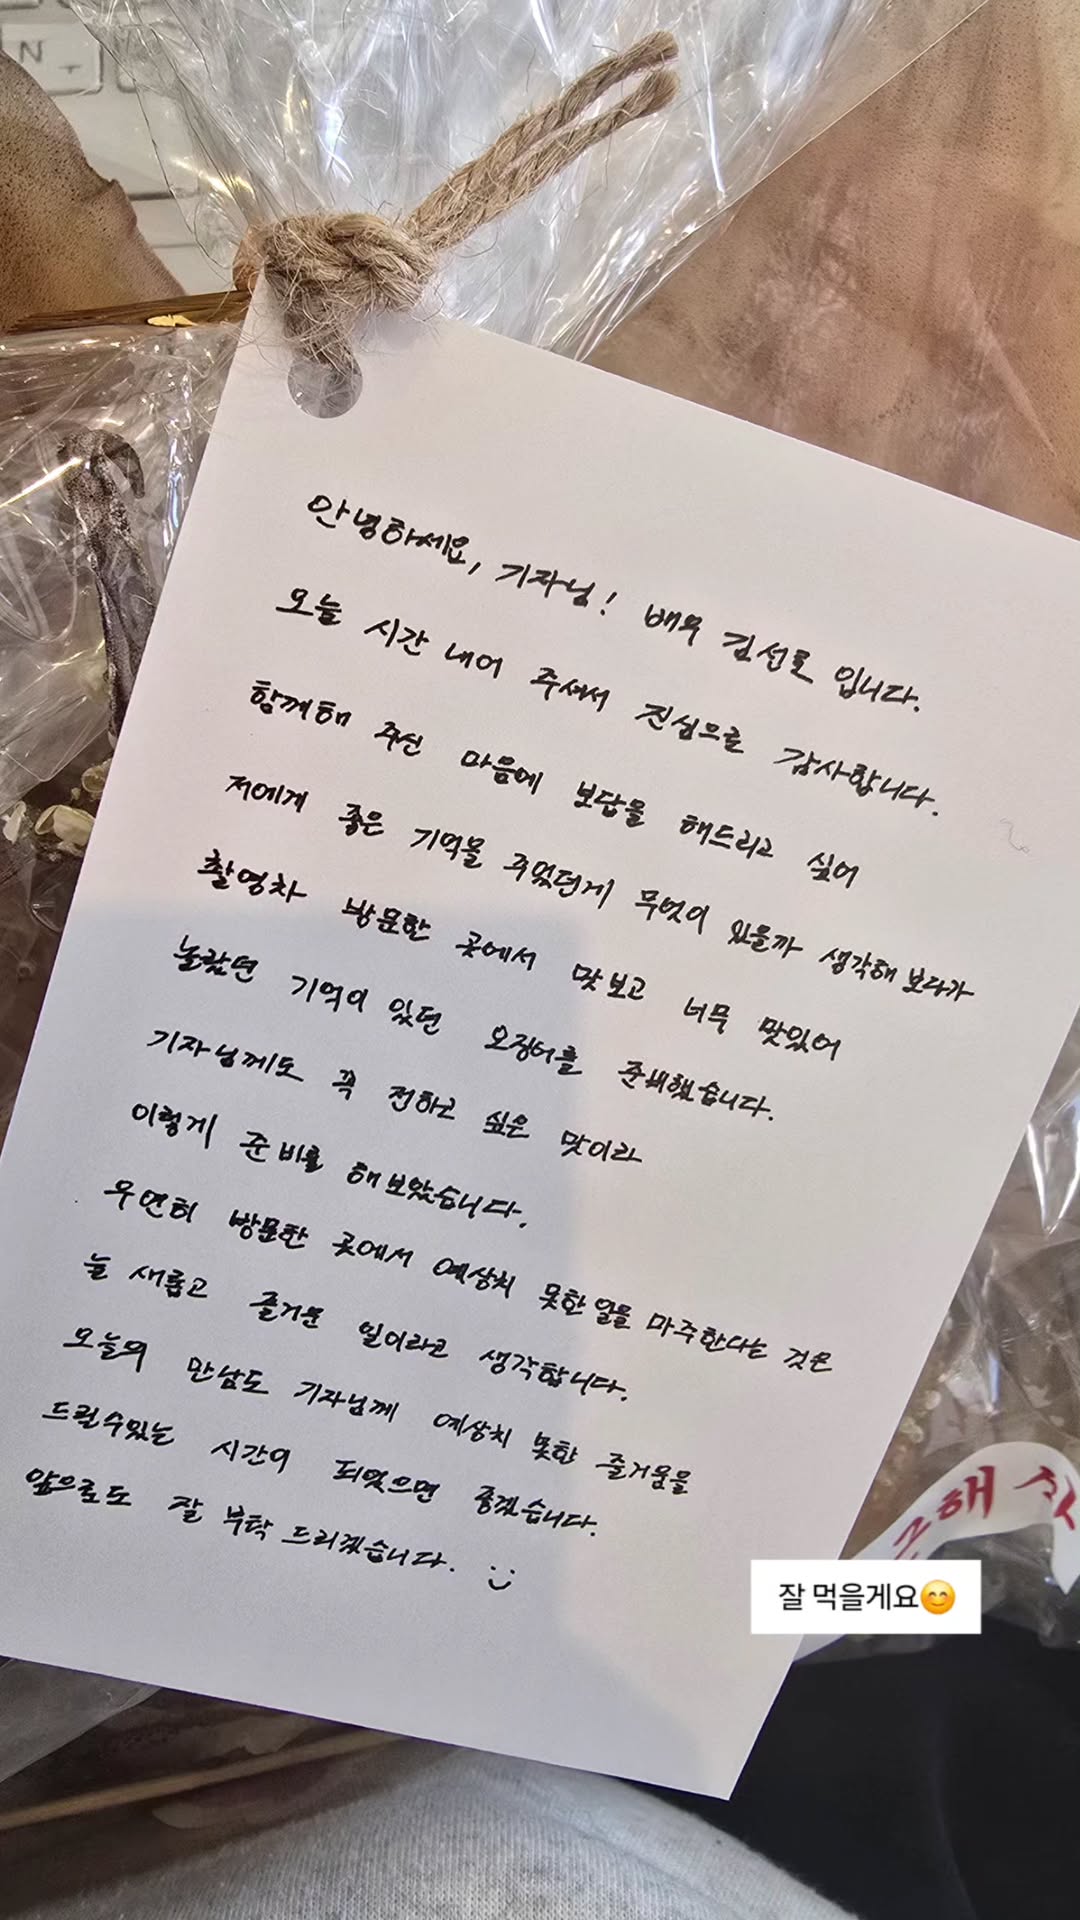 N
안녕하세요, 기자님! 배우 김선호 입니다.
오늘 시간 내어 주셔서 진심으로 감사합니다.
함께해 주신 마음에 보답을 해드리고 싶어
저에게 좋은 기억을 주었던게 무엇이 있을까 생각해 보다가
촬영차 방문한 곳에서 맛보고 너무 맛있어
놀랐던 기억이 있던 오징어를 준비했습니다.
기자님께도 꼭 전하고 싶은 맛이라
이렇게 준비를 해보았습니다.
우연히 방문한 곳에서 예상치 못한 일을 마주한다는 것은
늘 새롭고 즐거운 일이라고 생각합니다.
오늘의 만남도 기자님께 예상치 못한 즐거움을
드릴수있는 시간이 되었으면 좋겠습니다.
앞으로도 잘 부탁 드리겠습니다. :)
잘 먹을게요😊